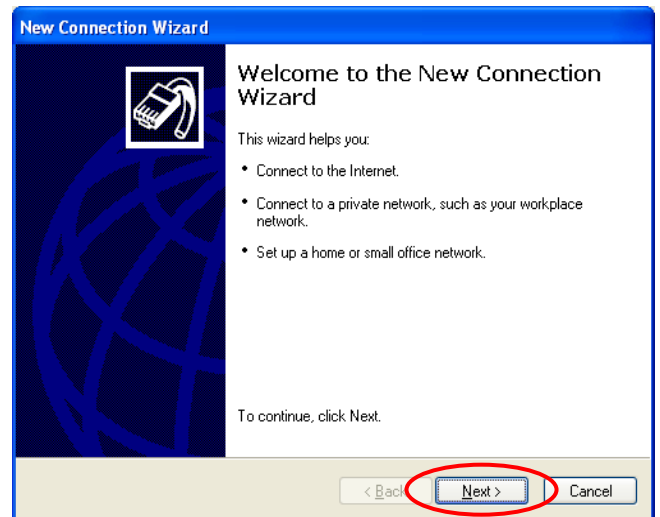 New Connection Wizard
Welcome to the New Connection
Wizard
This wizard helps you:
• Connect to the Internet.
• Connect to a private network, such as your workplace
network.
• Set up a home or small office network.
To continue, click Next.
< Back Next > Cancel